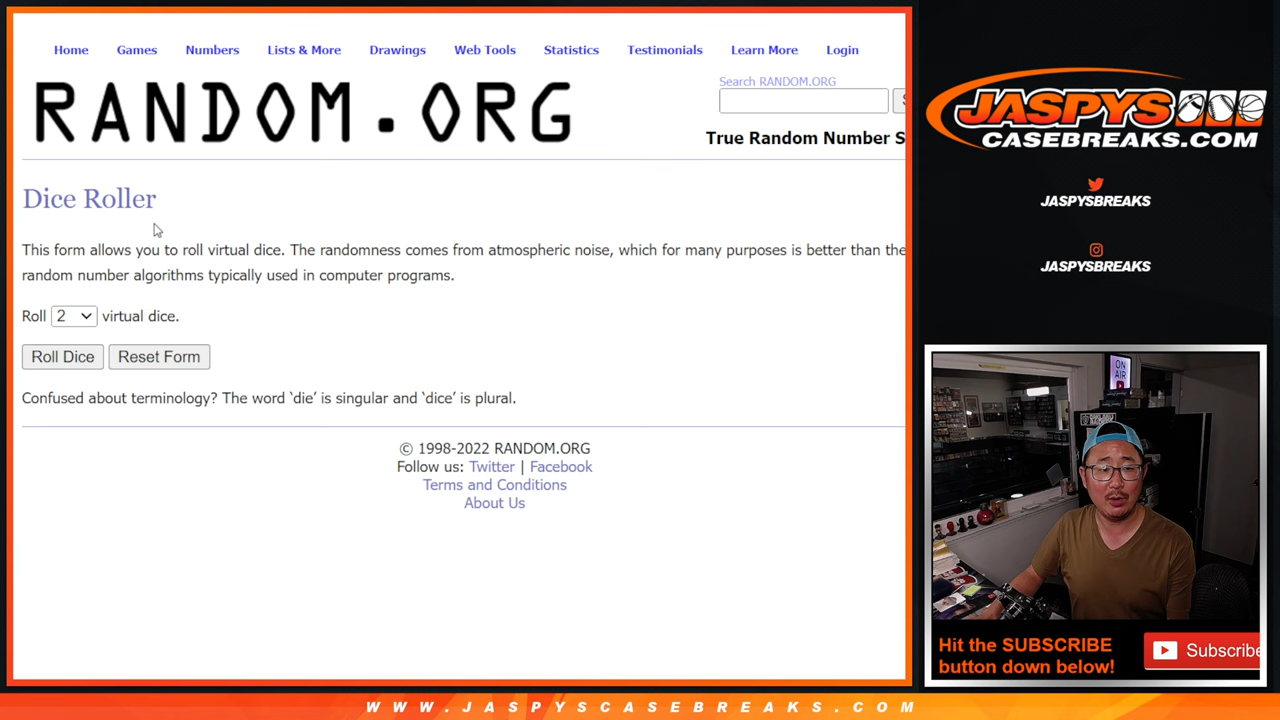 Home Games Numbers Lists & More Drawings Web Tools Statistics Testimonials Learn More Login
RANDOM.ORG
Search RANDOM.ORG
S
True Random Number S
Dice Roller
This form allows you to roll virtual dice. The randomness comes from atmospheric noise, which for many purposes is better than the
random number algorithms typically used in computer programs.
Roll 2 virtual dice.
Roll Dice Reset Form
Confused about terminology? The word ‘die’ is singular and ‘dice’ is plural.
© 1998-2022 RANDOM.ORG
Follow us: Twitter | Facebook
Terms and Conditions
About Us
JASPYS
CASEBREAKS.COM
JASPYSBREAKS
JASPYSBREAKS
ON
AIR
Hit the SUBSCRIBE
button down below!
Subscribe
WWW.JASPYSCASEBREAKS.COM